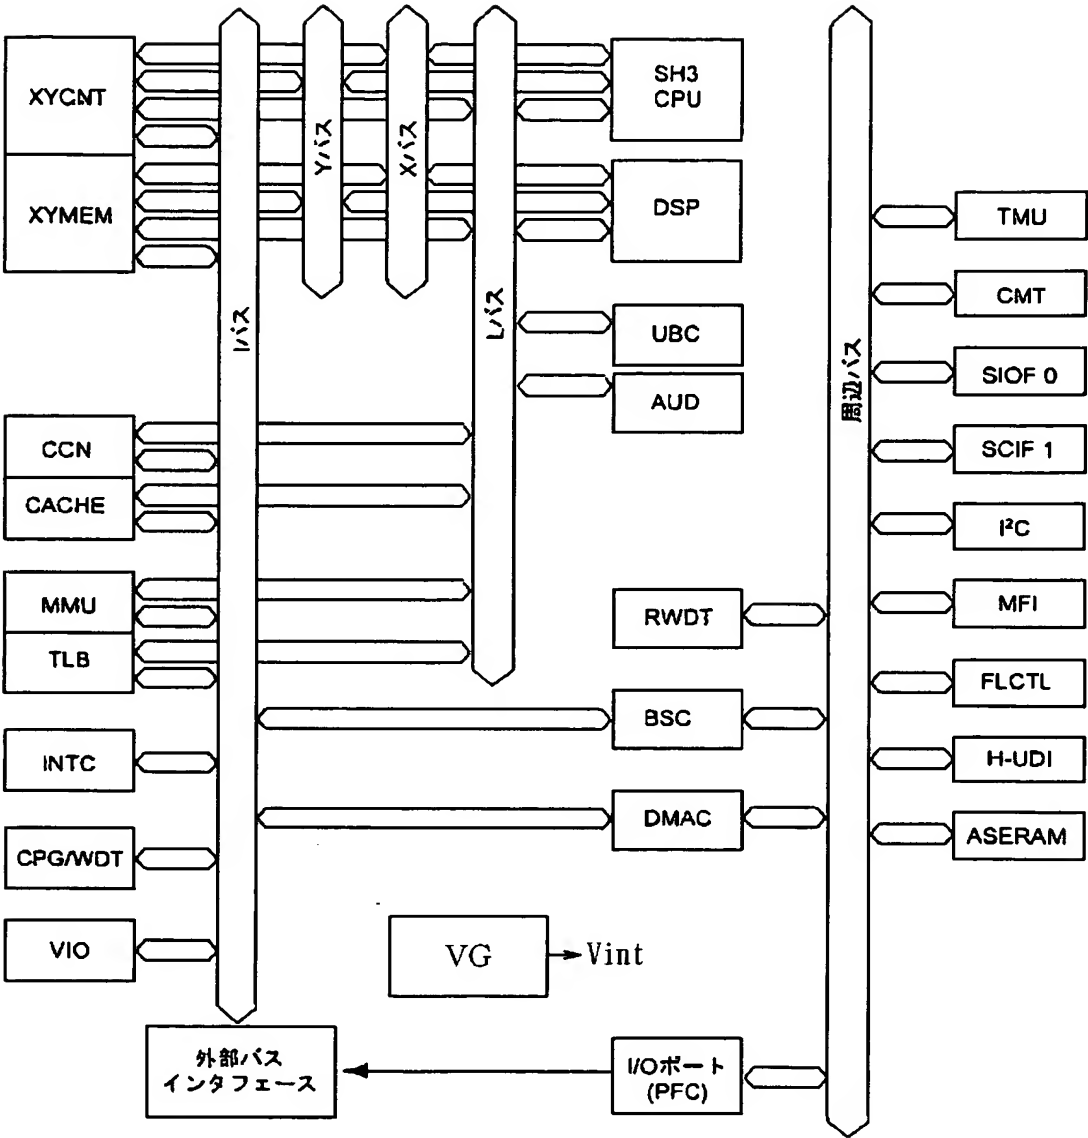 XYCNT
XYMEM
SH3
CPU
DSP
Yバス
Xバス
Iバス
Lバス
UBC
AUD
周辺バス
TMU
CMT
SIOF 0
SCIF 1
I²C
MFI
FLCTL
H-UDI
ASERAM
CCN
CACHE
MMU
TLB
INTC
CPG/WDT
VIO
RWDT
BSC
DMAC
VG
Vint
外部バス
インタフェース
I/Oポート
(PFC)